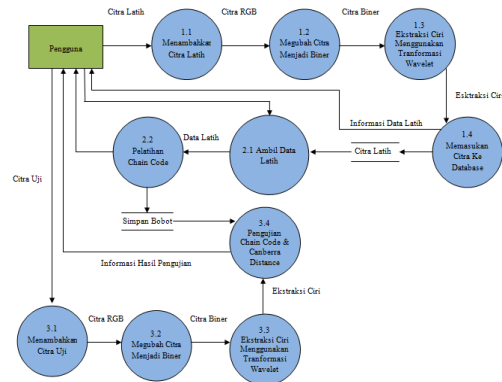 Citra Latih
Citra RGB
Citra Biner
Pengguna
1.1
Menambahkan
Citra Latih
1.2
Megubah Citra
Menjadi Biner
1.3
Ekstraksi Ciri
Menggunakan
Tranformasi
Wavelet
Esktraksi Ciri
Informasi Data Latih
1.4
Memasukan
Citra Ke
Database
Citra Latih
2.1 Ambil Data
Latih
Data Latih
2.2
Pelatihan
Chain Code
Citra Uji
Simpan Bobot
3.4
Pengujian
Chain Code &
Canberra
Distance
Informasi Hasil Pengujian
Ekstraksi Ciri
3.1
Menambahkan
Citra Uji
Citra RGB
3.2
Megubah Citra
Menjadi Biner
Citra Biner
3.3
Ekstraksi Ciri
Menggunakan
Tranformasi
Wavelet